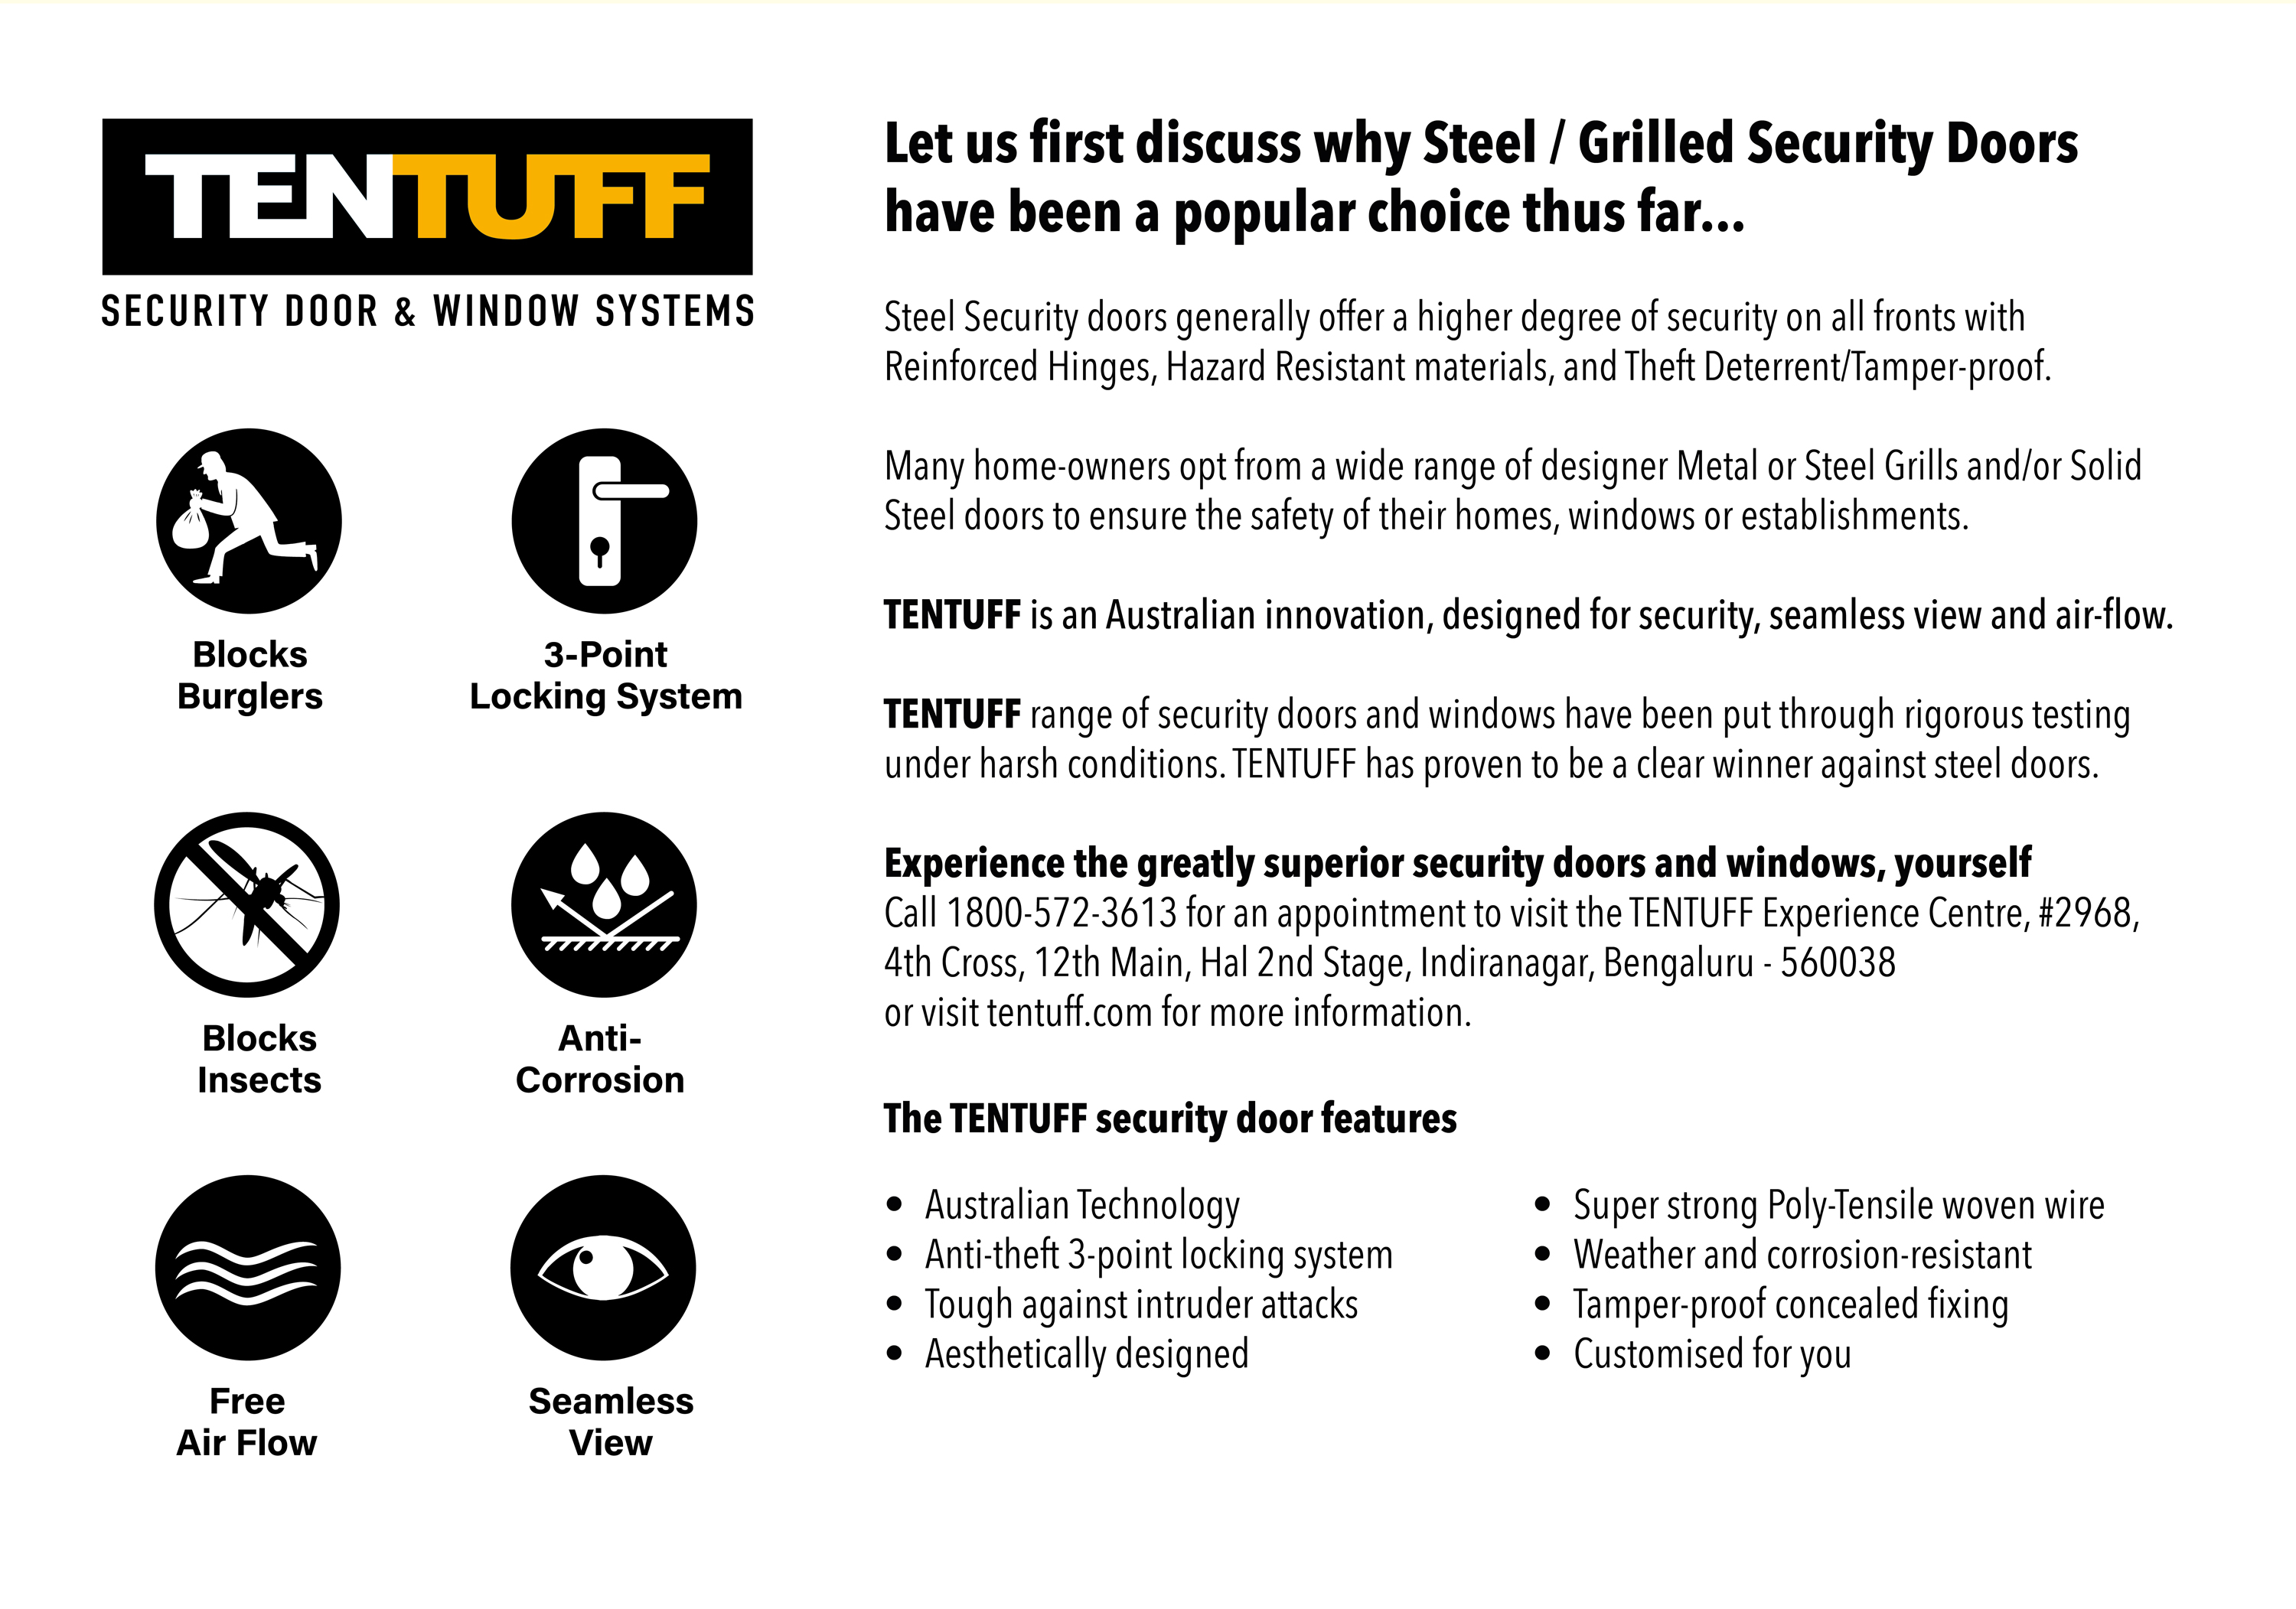 TENTUFF
SECURITY DOOR & WINDOW SYSTEMS
Blocks
Burglers
3-Point
Locking System
Blocks
Insects
Anti-
Corrosion
Free
Air Flow
Seamless
View
Let us first discuss why Steel / Grilled Security Doors
have been a popular choice thus far...
Steel Security doors generally offer a higher degree of security on all fronts with
Reinforced Hinges, Hazard Resistant materials, and Theft Deterrent/Tamper-proof.
Many home-owners opt from a wide range of designer Metal or Steel Grills and/or Solid
Steel doors to ensure the safety of their homes, windows or establishments.
TENTUFF is an Australian innovation, designed for security, seamless view and air-flow.
TENTUFF range of security doors and windows have been put through rigorous testing
under harsh conditions. TENTUFF has proven to be a clear winner against steel doors.
Experience the greatly superior security doors and windows, yourself
Call 1800-572-3613 for an appointment to visit the TENTUFF Experience Centre, #2968,
4th Cross, 12th Main, Hal 2nd Stage, Indiranagar, Bengaluru - 560038
or visit tentuff.com for more information.
The TENTUFF security door features
• Australian Technology
• Anti-theft 3-point locking system
• Tough against intruder attacks
• Aesthetically designed
• Super strong Poly-Tensile woven wire
• Weather and corrosion-resistant
• Tamper-proof concealed fixing
• Customised for you